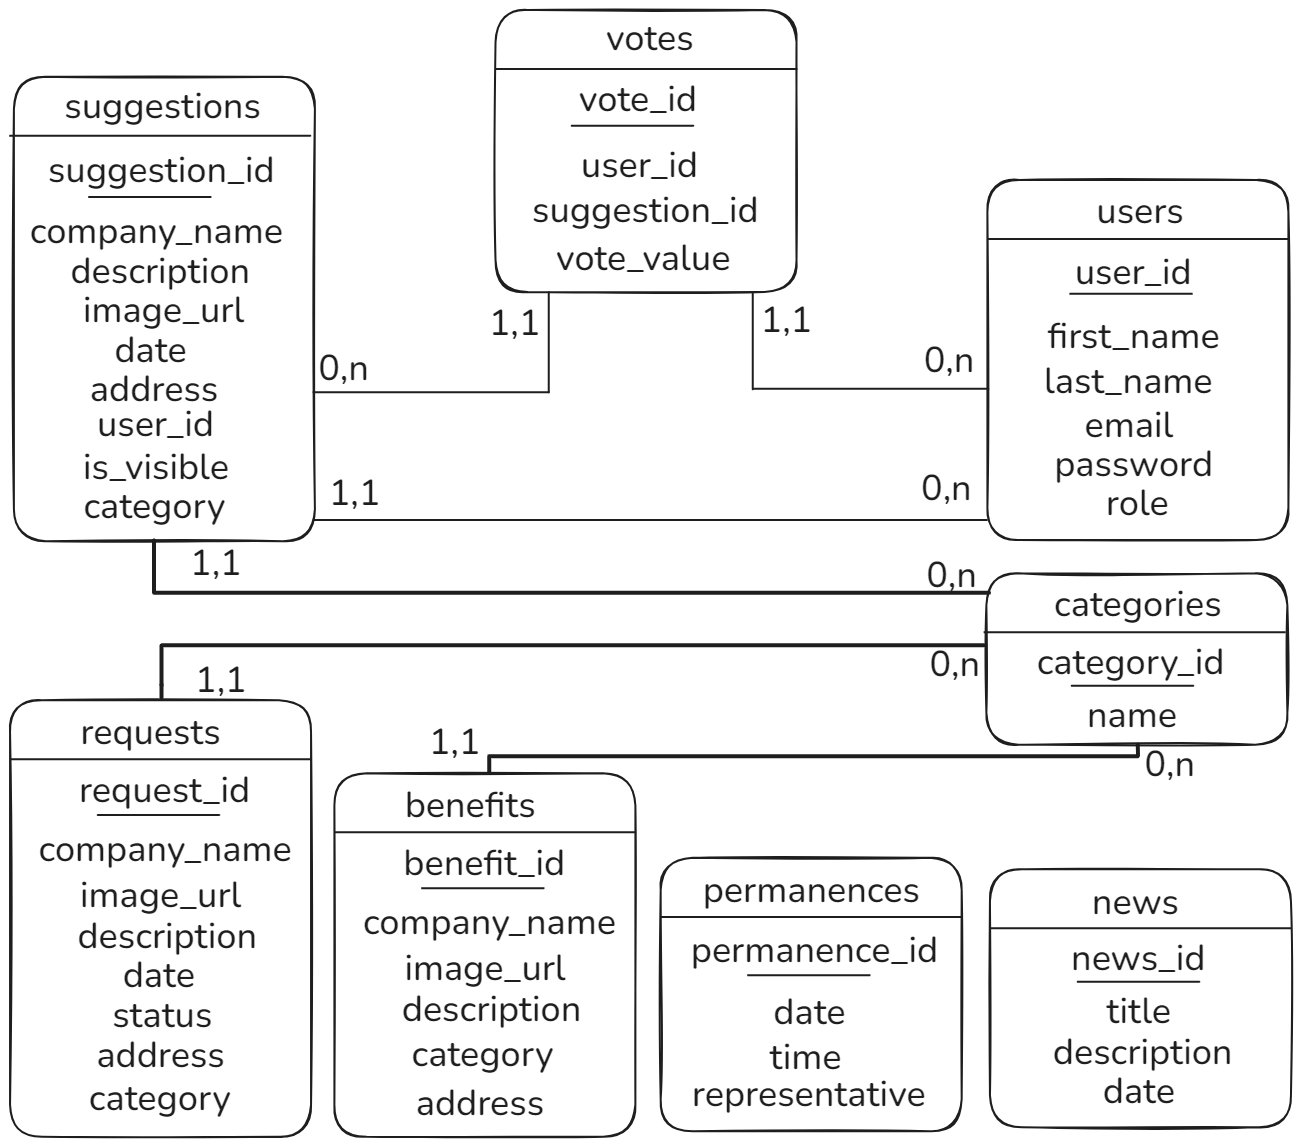 votes
vote_id
user_id
suggestion_id
vote_value
suggestions
suggestion_id
company_name
description
image_url
date
address
user_id
is_visible
category
users
user_id
first_name
last_name
email
password
role
1,1
0,n
1,1
0,n
1,1
0,n
1,1
0,n
categories
category_id
name
1,1
0,n
1,1
0,n
requests
request_id
company_name
image_url
description
date
status
address
category
benefits
benefit_id
company_name
image_url
description
category
address
permanences
permanence_id
date
time
representative
news
news_id
title
description
date